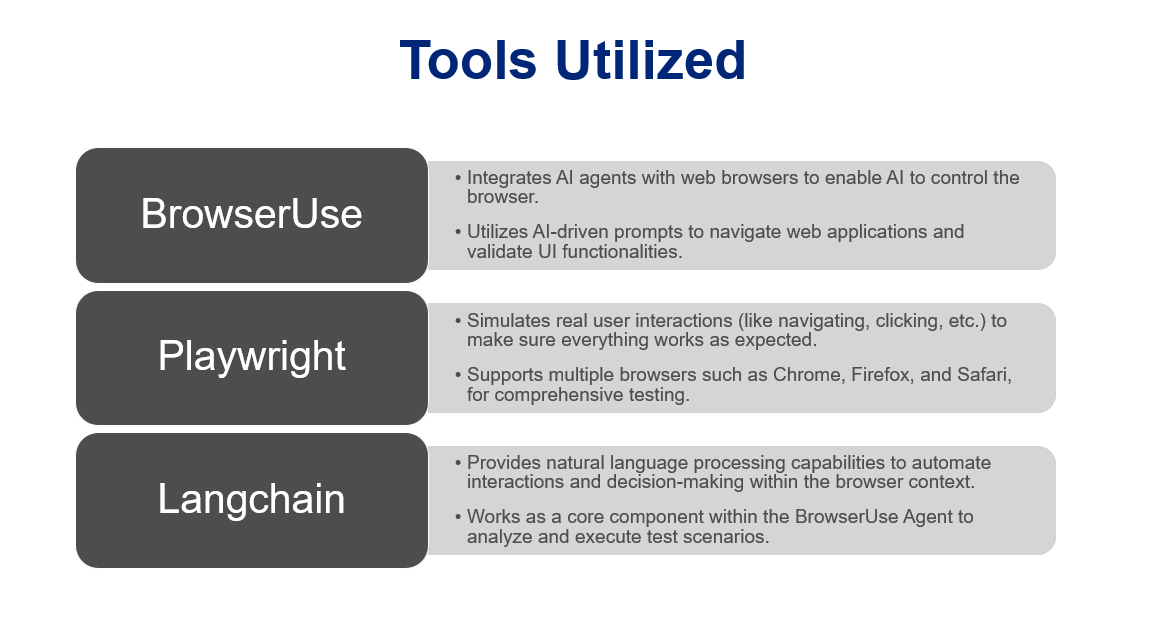 Tools Utilized
BrowserUse
• Integrates AI agents with web browsers to enable AI to control the
browser.
• Utilizes AI-driven prompts to navigate web applications and
validate UI functionalities.
Playwright
• Simulates real user interactions (like navigating, clicking, etc.) to
make sure everything works as expected.
• Supports multiple browsers such as Chrome, Firefox, and Safari,
for comprehensive testing.
Langchain
• Provides natural language processing capabilities to automate
interactions and decision-making within the browser context.
• Works as a core component within the BrowserUse Agent to
analyze and execute test scenarios.